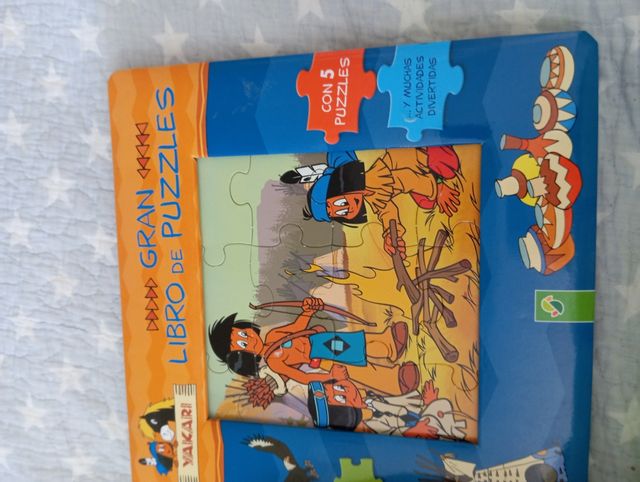 YAKARI
GRAN
LIBRO DE PUZZLES
CON 5
PUZZLES
... Y MUCHAS
ACTIVIDADES
DIVERTIDAS